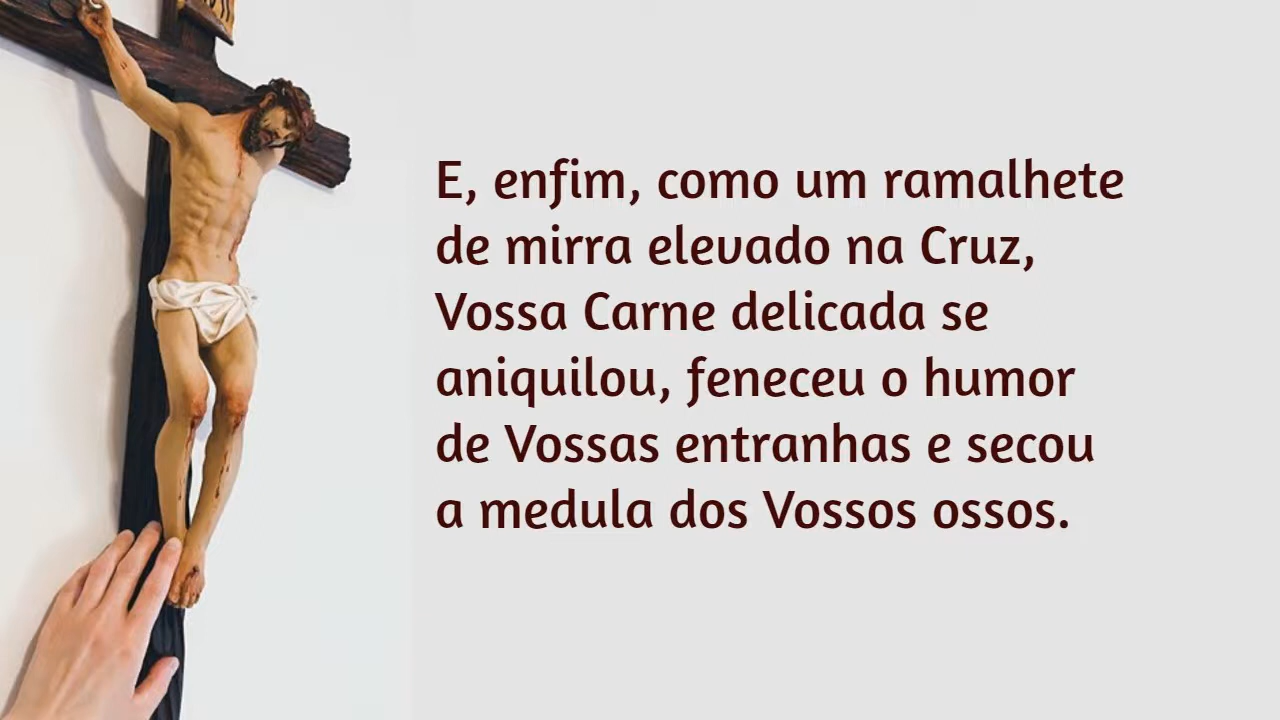 E, enfim, como um ramalhete
de mirra elevado na Cruz,
Vossa Carne delicada se
aniquilou, feneceu o humor
de Vossas entranhas e secou
a medula dos Vossos ossos.